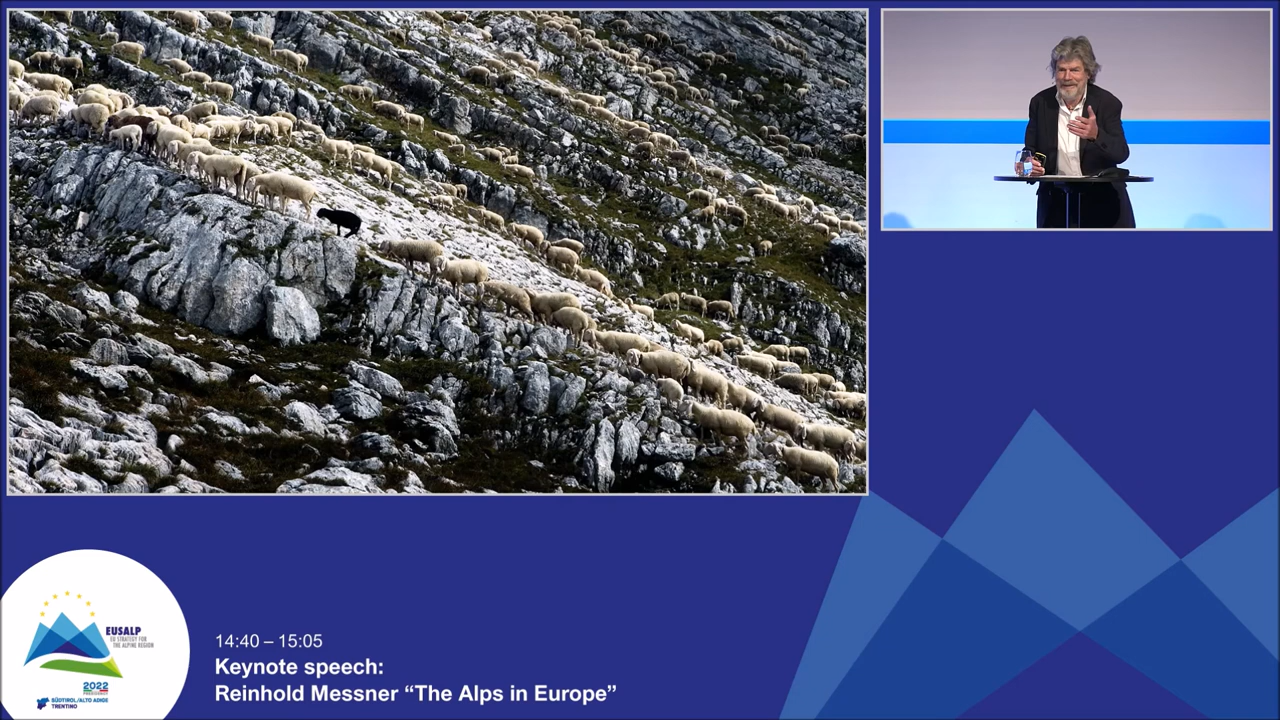 14:40 – 15:05
Keynote speech:
Reinhold Messner “The Alps in Europe”
EUSALP
EU STRATEGY FOR
THE ALPINE REGION
2022
PRESIDENCY
SÜDTIROL/ALTO ADIGE
TRENTINO